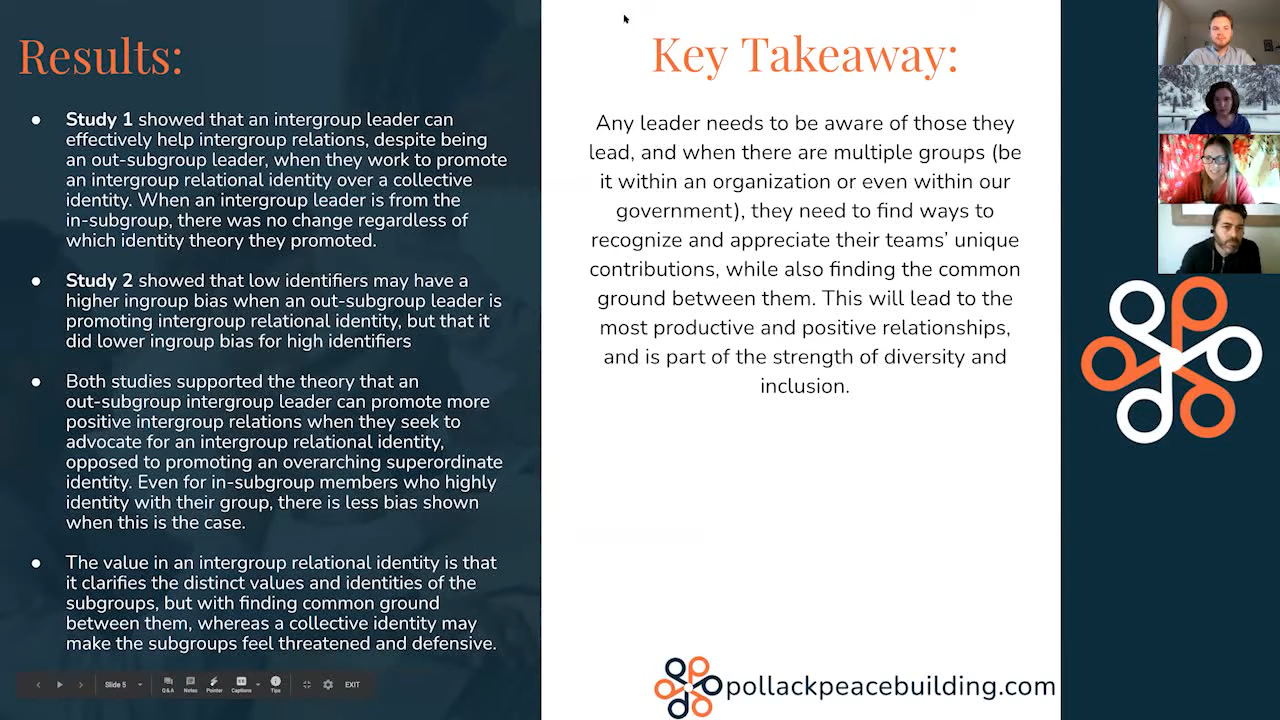 Results:
● Study 1 showed that an intergroup leader can
effectively help intergroup relations, despite being
an out-subgroup leader, when they work to promote
an intergroup relational identity over a collective
identity. When an intergroup leader is from the
in-subgroup, there was no change regardless of
which identity theory they promoted.
● Study 2 showed that low identifiers may have a
higher ingroup bias when an out-subgroup leader is
promoting intergroup relational identity, but that it
did lower ingroup bias for high identifiers
● Both studies supported the theory that an
out-subgroup intergroup leader can promote more
positive intergroup relations when they seek to
advocate for an intergroup relational identity,
opposed to promoting an overarching superordinate
identity. Even for in-subgroup members who highly
identity with their group, there is less bias shown
when this is the case.
● The value in an intergroup relational identity is that
it clarifies the distinct values and identities of the
subgroups, but with finding common ground
between them, whereas a collective identity may
make the subgroups feel threatened and defensive.
Slide 5
Q&A
Notes
Pointer
Captions
Tips
EXIT
Key Takeaway:
Any leader needs to be aware of those they
lead, and when there are multiple groups (be
it within an organization or even within our
government), they need to find ways to
recognize and appreciate their teams’ unique
contributions, while also finding the common
ground between them. This will lead to the
most productive and positive relationships,
and is part of the strength of diversity and
inclusion.
pollackpeacebuilding.com